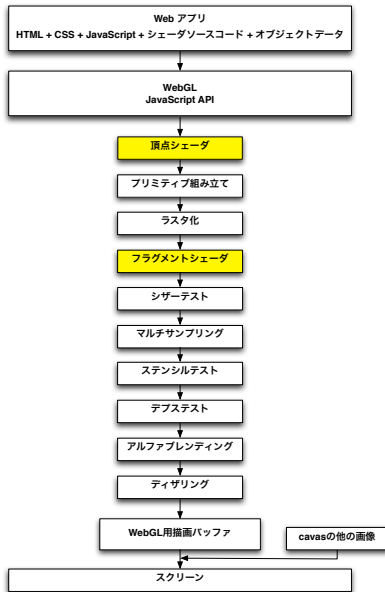 Web アプリ
HTML + CSS + JavaScript + シェーダソースコード + オブジェクトデータ
WebGL
JavaScript API
頂点シェーダ
プリミティブ組み立て
ラスタ化
フラグメントシェーダ
シザーテスト
マルチサンプリング
ステンシルテスト
デプステスト
アルファブレンディング
ディザリング
WebGL用描画バッファ
cavasの他の画像
スクリーン